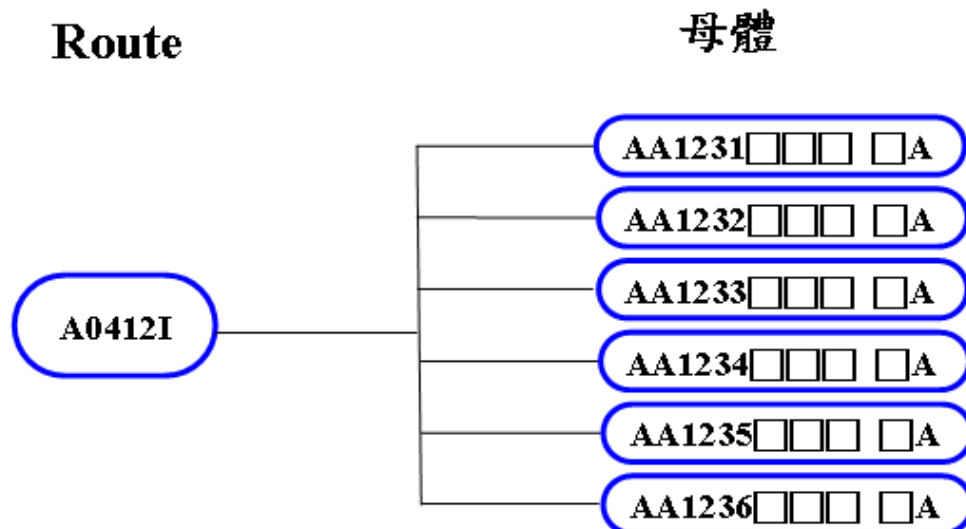 Route
母體
AA1231□□□ □A
AA1232□□□ □A
AA1233□□□ □A
A0412I
AA1234□□□ □A
AA1235□□□ □A
AA1236□□□ □A